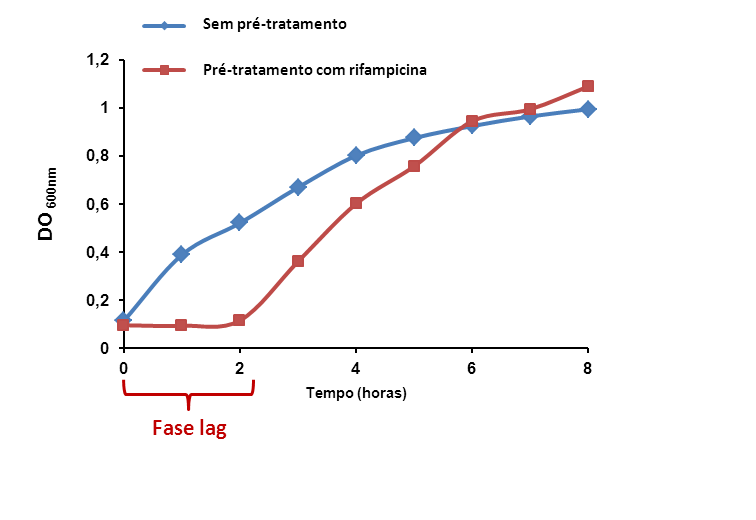 Sem pré-tratamento
Pré-tratamento com rifampicina
1,2
1
0,8
0,6
0,4
0,2
0
DO 600nm
0 2 4 6 8
Tempo (horas)
Fase lag